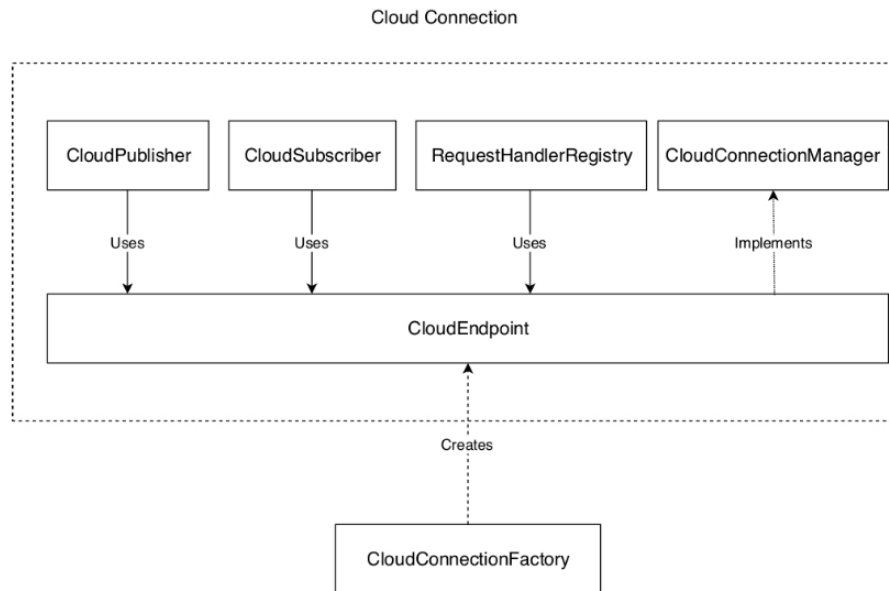 Cloud Connection
CloudPublisher
CloudSubscriber
RequestHandlerRegistry
CloudConnectionManager
Uses
Uses
Uses
Implements
CloudEndpoint
Creates
CloudConnectionFactory